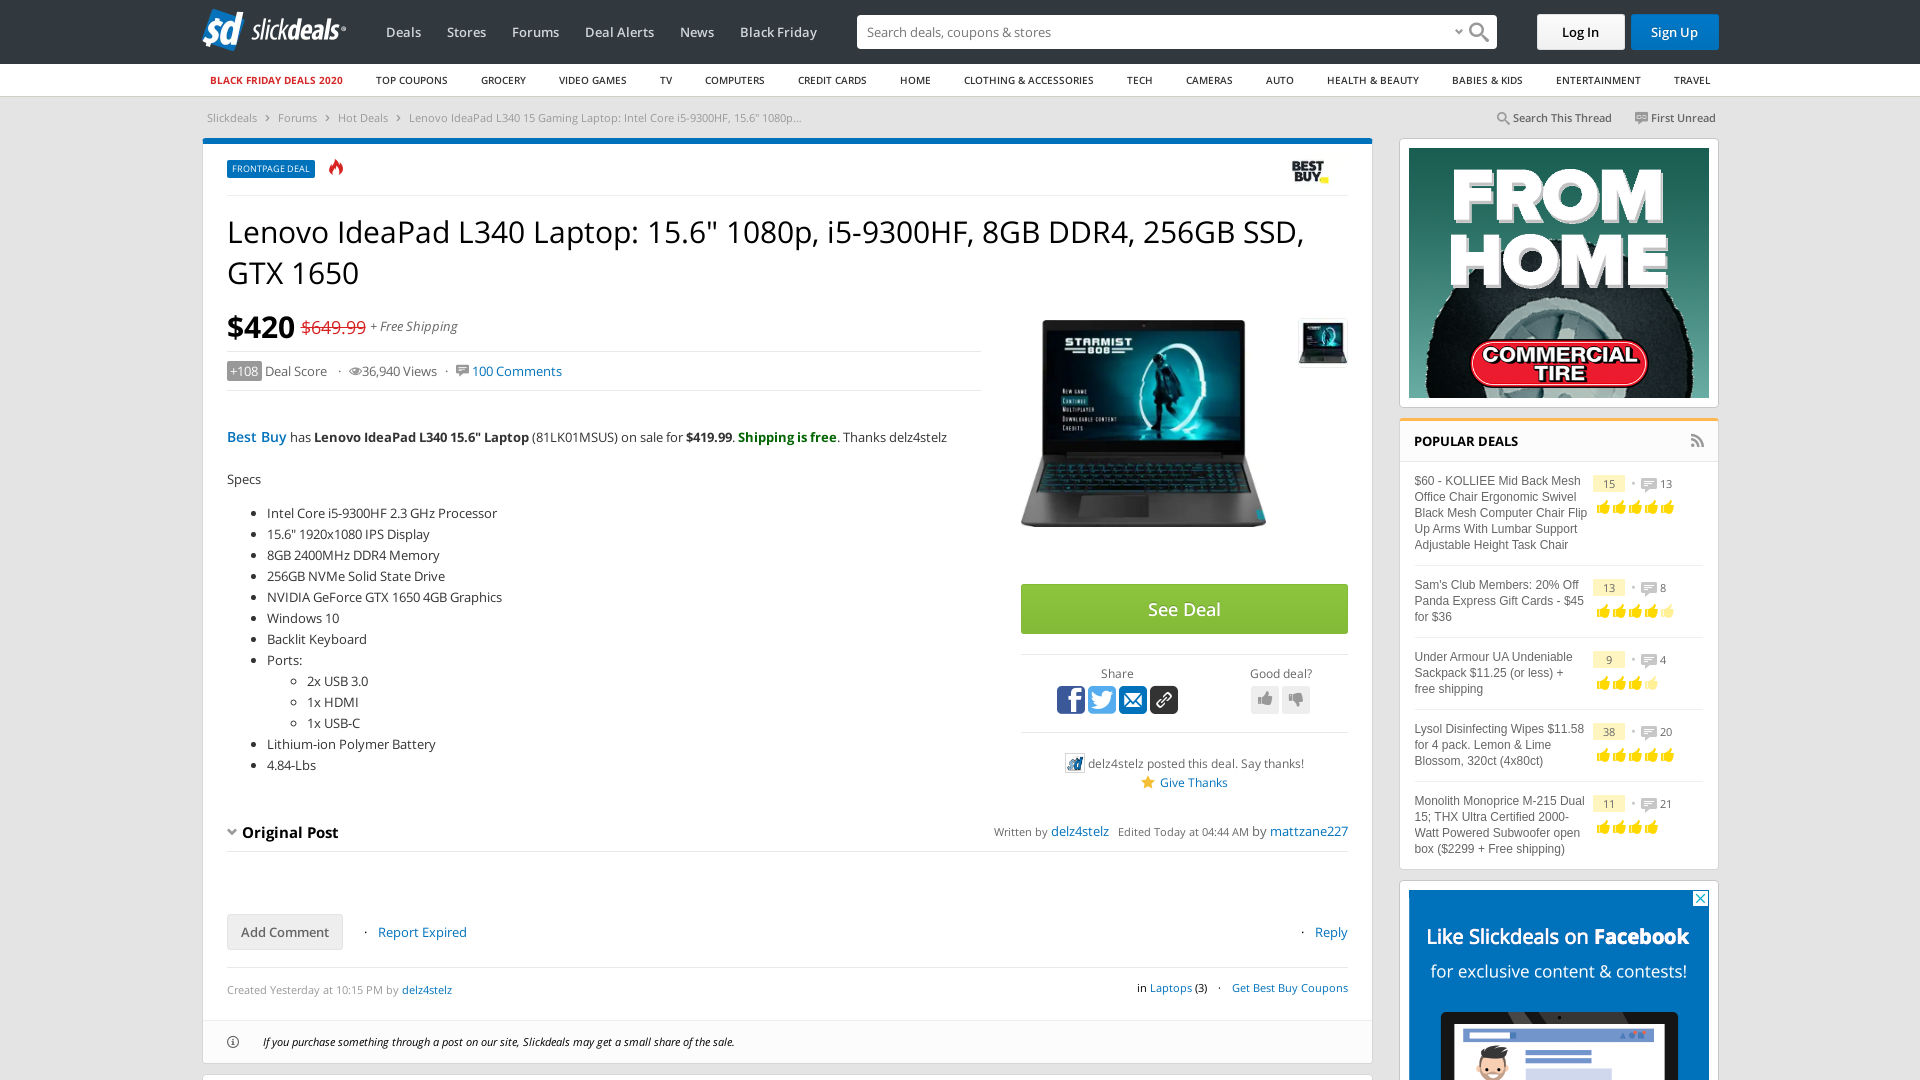 slickdeals
Deals
Stores
Forums
Deal Alerts
News
Black Friday
Search deals, coupons & stores
Log In
Sign Up
BLACK FRIDAY DEALS 2020
TOP COUPONS
GROCERY
VIDEO GAMES
TV
COMPUTERS
CREDIT CARDS
HOME
CLOTHING & ACCESSORIES
TECH
CAMERAS
AUTO
HEALTH & BEAUTY
BABIES & KIDS
ENTERTAINMENT
TRAVEL
Slickdeals › Forums › Hot Deals › Lenovo IdeaPad L340 15 Gaming Laptop: Intel Core i5-9300HF, 15.6" 1080p...
Search This Thread
First Unread
FRONTPAGE DEAL
BEST
BUY
Lenovo IdeaPad L340 Laptop: 15.6" 1080p, i5-9300HF, 8GB DDR4, 256GB SSD,
GTX 1650
$420 $649.99 + Free Shipping
+108 Deal Score · 36,940 Views · 100 Comments
Best Buy has Lenovo IdeaPad L340 15.6" Laptop (81LK01MSUS) on sale for $419.99. Shipping is free. Thanks delz4stelz
Specs
• Intel Core i5-9300HF 2.3 GHz Processor
• 15.6" 1920x1080 IPS Display
• 8GB 2400MHz DDR4 Memory
• 256GB NVMe Solid State Drive
• NVIDIA GeForce GTX 1650 4GB Graphics
• Windows 10
• Backlit Keyboard
• Ports:
◦ 2x USB 3.0
◦ 1x HDMI
◦ 1x USB-C
• Lithium-ion Polymer Battery
• 4.84-Lbs
STARMIST
808
NEW GAME
CONTINUE
MULTIPLAYER
DOWNLOADABLE CONTENT
CREDITS
See Deal
Share
Good deal?
delz4stelz posted this deal. Say thanks!
Give Thanks
Original Post
Written by delz4stelz Edited Today at 04:44 AM by mattzane227
Add Comment
· Report Expired
· Reply
Created Yesterday at 10:15 PM by delz4stelz
in Laptops (3) · Get Best Buy Coupons
If you purchase something through a post on our site, Slickdeals may get a small share of the sale.
FROM
HOME
COMMERCIAL
TIRE
POPULAR DEALS
$60 - KOLLIEE Mid Back Mesh
Office Chair Ergonomic Swivel
Black Mesh Computer Chair Flip
Up Arms With Lumbar Support
Adjustable Height Task Chair
15 • 13
Sam's Club Members: 20% Off
Panda Express Gift Cards - $45
for $36
13 • 8
Under Armour UA Undeniable
Sackpack $11.25 (or less) +
free shipping
9 • 4
Lysol Disinfecting Wipes $11.58
for 4 pack. Lemon & Lime
Blossom, 320ct (4x80ct)
38 • 20
Monolith Monoprice M-215 Dual
15; THX Ultra Certified 2000-
Watt Powered Subwoofer open
box ($2299 + Free shipping)
11 • 21
Like Slickdeals on Facebook
for exclusive content & contests!